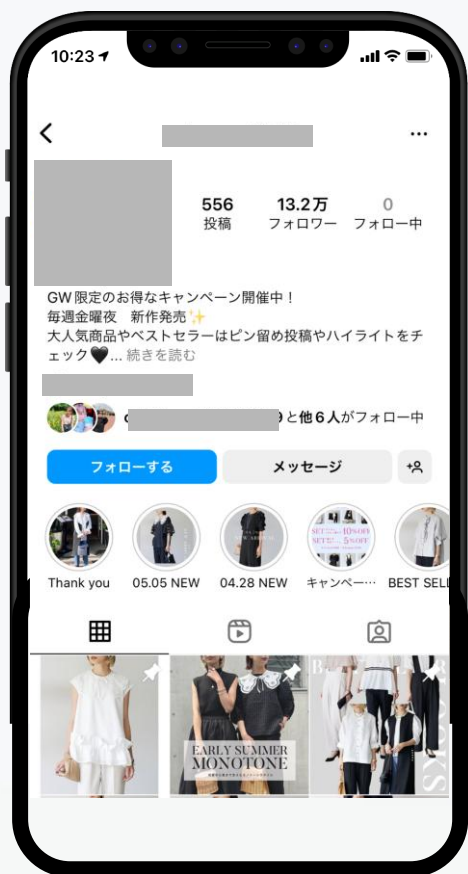 10:23
556
13.2万
0
投稿
フォロワー
フォロー中
GW限定のお得なキャンペーン開催中！
毎週金曜夜 新作発売✨
大人気商品やベストセラーはピン留め投稿やハイライトをチ
ェック🖤... 続きを読む
と他6人がフォロー中
フォローする
メッセージ
NEW ARRIVAL
10%OFF
5%OFF
Thank you
05.05 NEW
04.28 NEW
キャンペー…
BEST SELL
EARLY SUMMER
MONOTONE